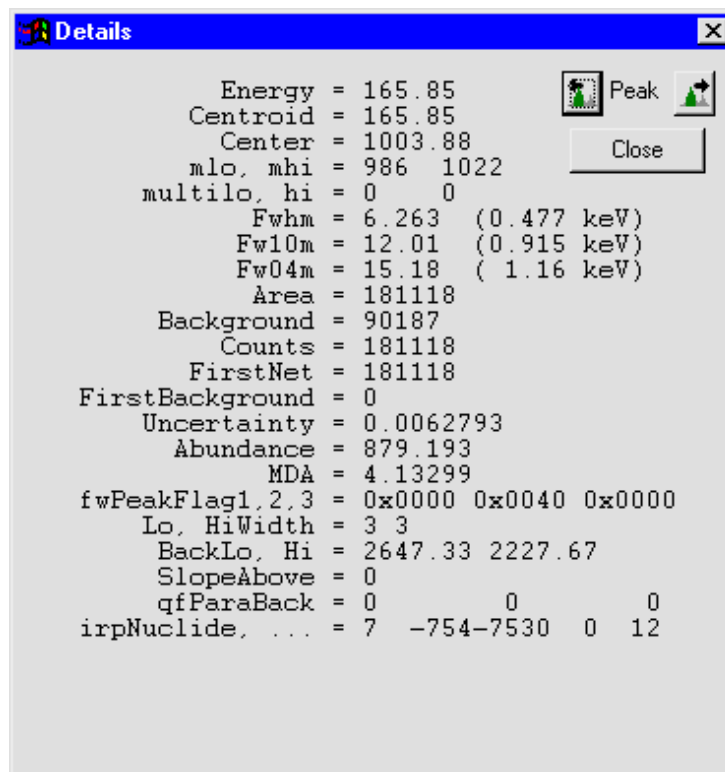 Details
Energy = 165.85
Peak
Centroid = 165.85
Center = 1003.88
Close
mlo, mhi = 986 1022
multilo, hi = 0 0
Fwhm = 6.263 (0.477 keV)
Fw10m = 12.01 (0.915 keV)
Fw04m = 15.18 ( 1.16 keV)
Area = 181118
Background = 90187
Counts = 181118
FirstNet = 181118
FirstBackground = 0
Uncertainty = 0.0062793
Abundance = 879.193
MDA = 4.13299
fwPeakFlag1,2,3 = 0x0000 0x0040 0x0000
Lo, HiWidth = 3 3
BackLo, Hi = 2647.33 2227.67
SlopeAbove = 0
qfParaBack = 0 0 0
irpNuclide, ... = 7 -754-7530 0 12